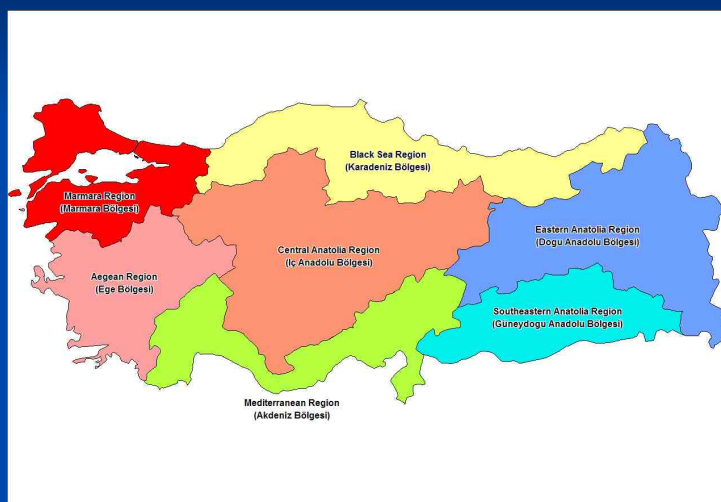 Black Sea Region
(Karadeniz Bölgesi)
Marmara Region
(Marmara Bölgesi)
Eastern Anatolia Region
(Dogu Anadolu Bölgesi)
Central Anatolia Region
(Iç Anadolu Bölgesi)
Aegean Region
(Ege Bölgesi)
Southeastern Anatolia Region
(Güneydogu Anadolu Bölgesi)
Mediterranean Region
(Akdeniz Bölgesi)